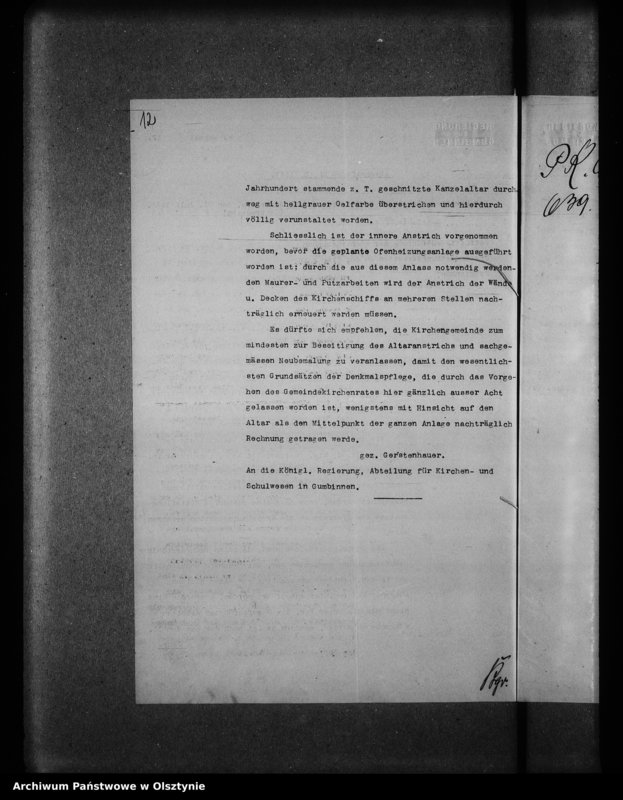 12
Jahrhundert stammende z. T. geschnitzte Kanzelaltar durch-
weg mit hellgrauer Oelfarbe überstrichen und hierdurch
völlig verunstaltet worden.
Schliesslich ist der innere Anstrich vorgenommen
worden, bevor die geplante Ofenheizungsanlage ausgeführt
worden ist; durch die aus diesem Anlass notwendig werden-
den Maurer- und Putzarbeiten wird der Anstrich der Wände
u. Decken des Kirchenschiffs an mehreren Stellen nach-
träglich erneuert werden müssen.
Es dürfte sich empfehlen, die Kirchengemeinde zum
mindesten zur Beseitigung des Altaranstrichs und sachge-
mässen Neubemalung zu veranlassen, damit den wesentlich-
sten Grundsätzen der Denkmalspflege, die durch das Vorge-
hen des Gemeindekirchenrates hier gänzlich ausser Acht
gelassen worden ist, wenigstens mit Hinsicht auf den
Altar als den Mittelpunkt der ganzen Anlage nachträglich
Rechnung getragen werde.
gez. Gerstenhauer.
An die Königl. Regierung, Abteilung für Kirchen- und
Schulwesen in Gumbinnen.
Archiwum Państwowe w Olsztynie